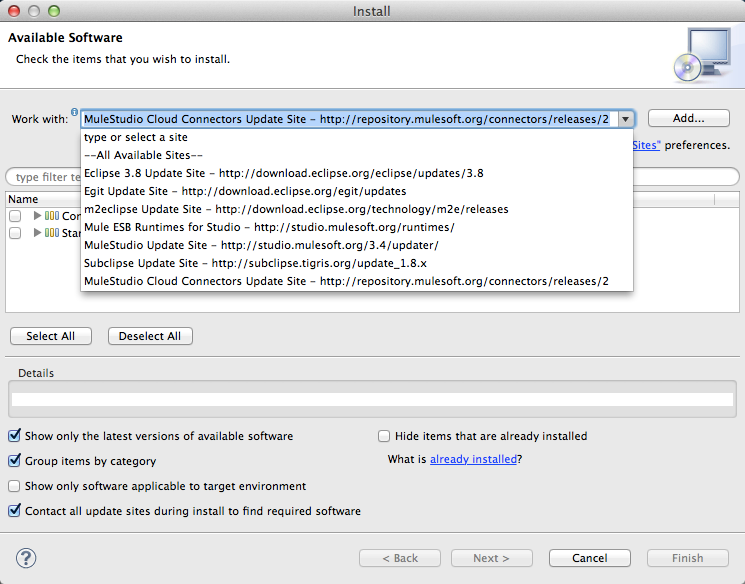 Install
Available Software
Check the items that you wish to install.
Work with: MuleStudio Cloud Connectors Update Site - http://repository.mulesoft.org/connectors/releases/2 Add...
type or select a site
--All Available Sites--
Sites" preferences.
Eclipse 3.8 Update Site - http://download.eclipse.org/eclipse/updates/3.8
type filter te
Egit Update Site - http://download.eclipse.org/egit/updates
Name
m2eclipse Update Site - http://download.eclipse.org/technology/m2e/releases
Con
Mule ESB Runtimes for Studio - http://studio.mulesoft.org/runtimes/
Star
MuleStudio Update Site - http://studio.mulesoft.org/3.4/updater/
Subclipse Update Site - http://subclipse.tigris.org/update_1.8.x
MuleStudio Cloud Connectors Update Site - http://repository.mulesoft.org/connectors/releases/2
Select All Deselect All
Details
Show only the latest versions of available software Hide items that are already installed
Group items by category What is already installed?
Show only software applicable to target environment
Contact all update sites during install to find required software
? < Back Next > Cancel Finish